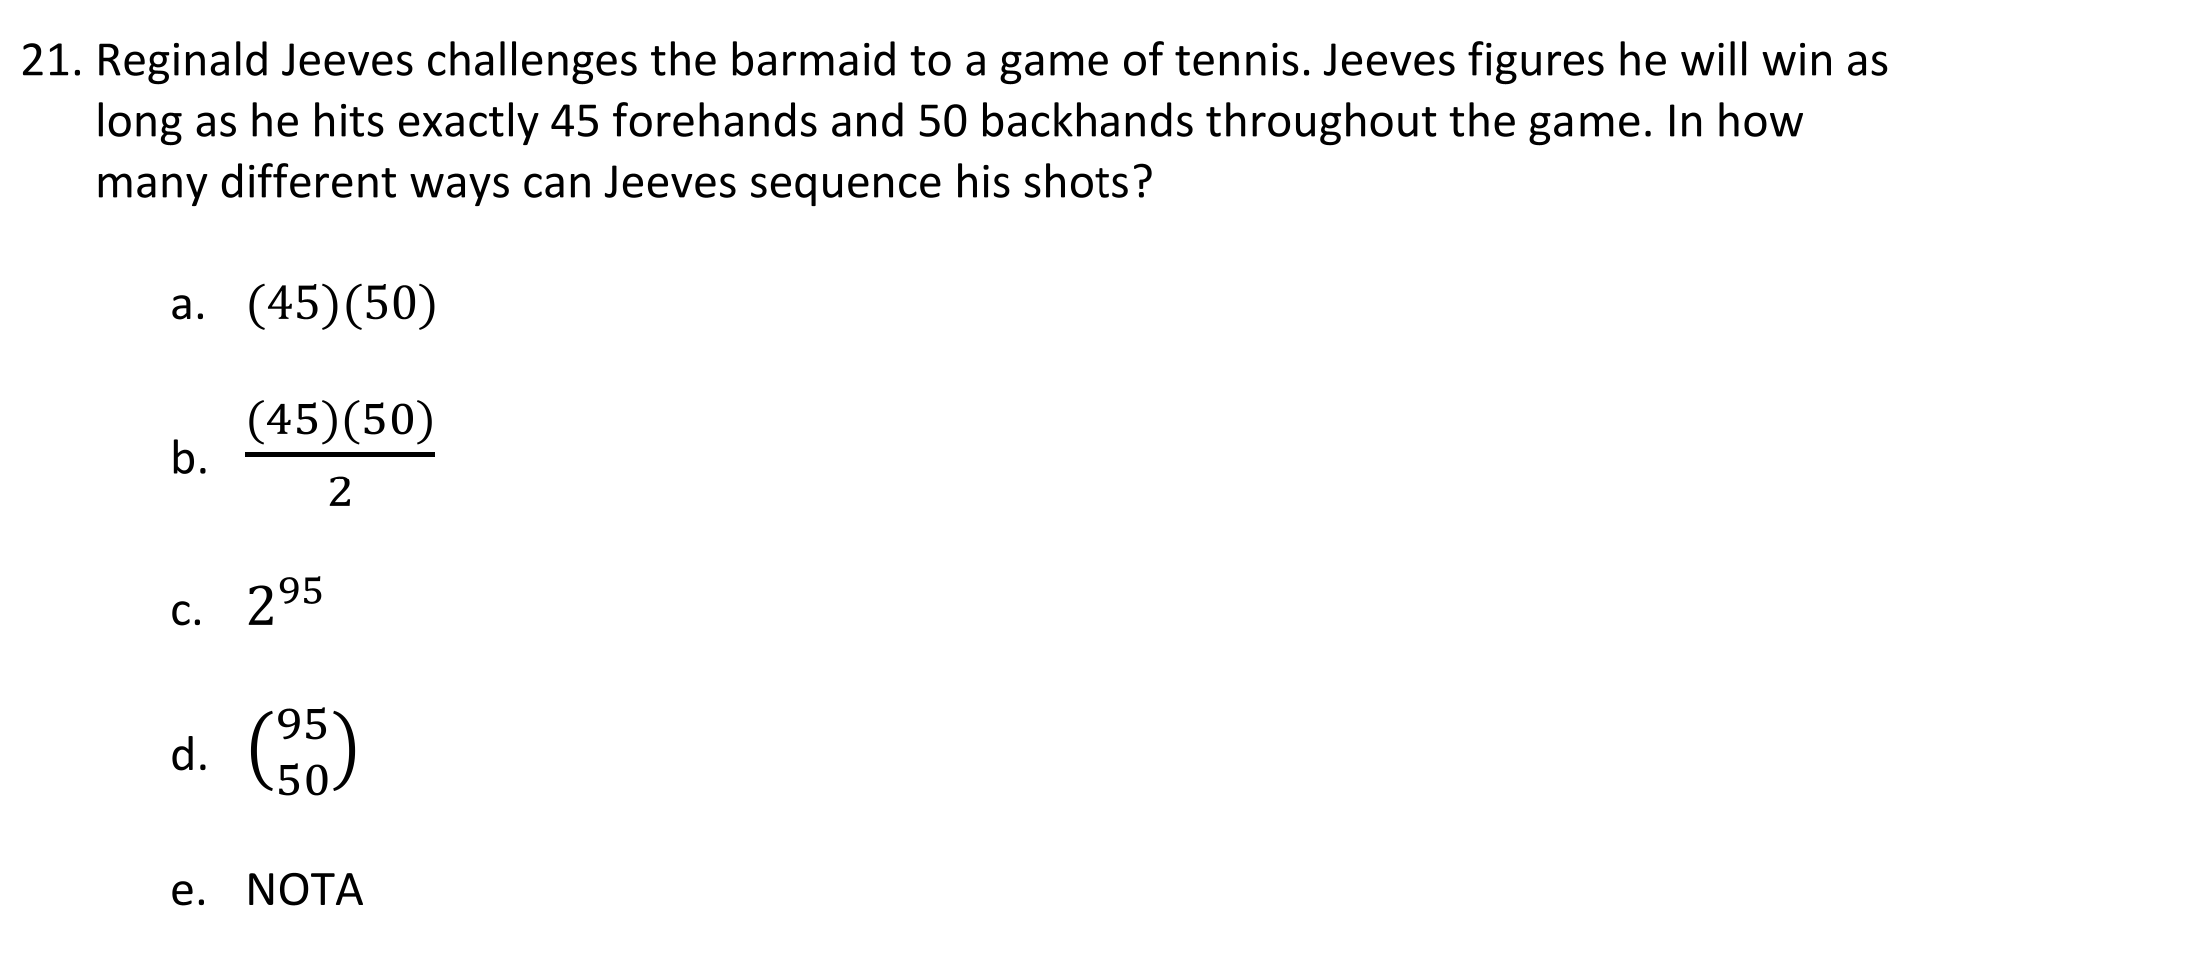 21. Reginald Jeeves challenges the barmaid to a game of tennis. Jeeves figures he will win as
long as he hits exactly 45 forehands and 50 backhands throughout the game. In how
many different ways can Jeeves sequence his shots?
a. (45)(50)
b. \frac{(45)(50)}{2}
c. 2^{95}
d. \binom{95}{50}
e. NOTA